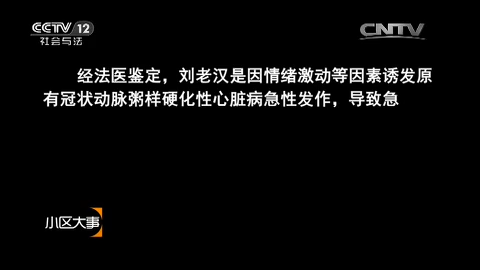 CCTV 12
社会与法
CNTV
经法医鉴定，刘老汉是因情绪激动等因素诱发原
有冠状动脉粥样硬化性心脏病急性发作，导致急
小区大事